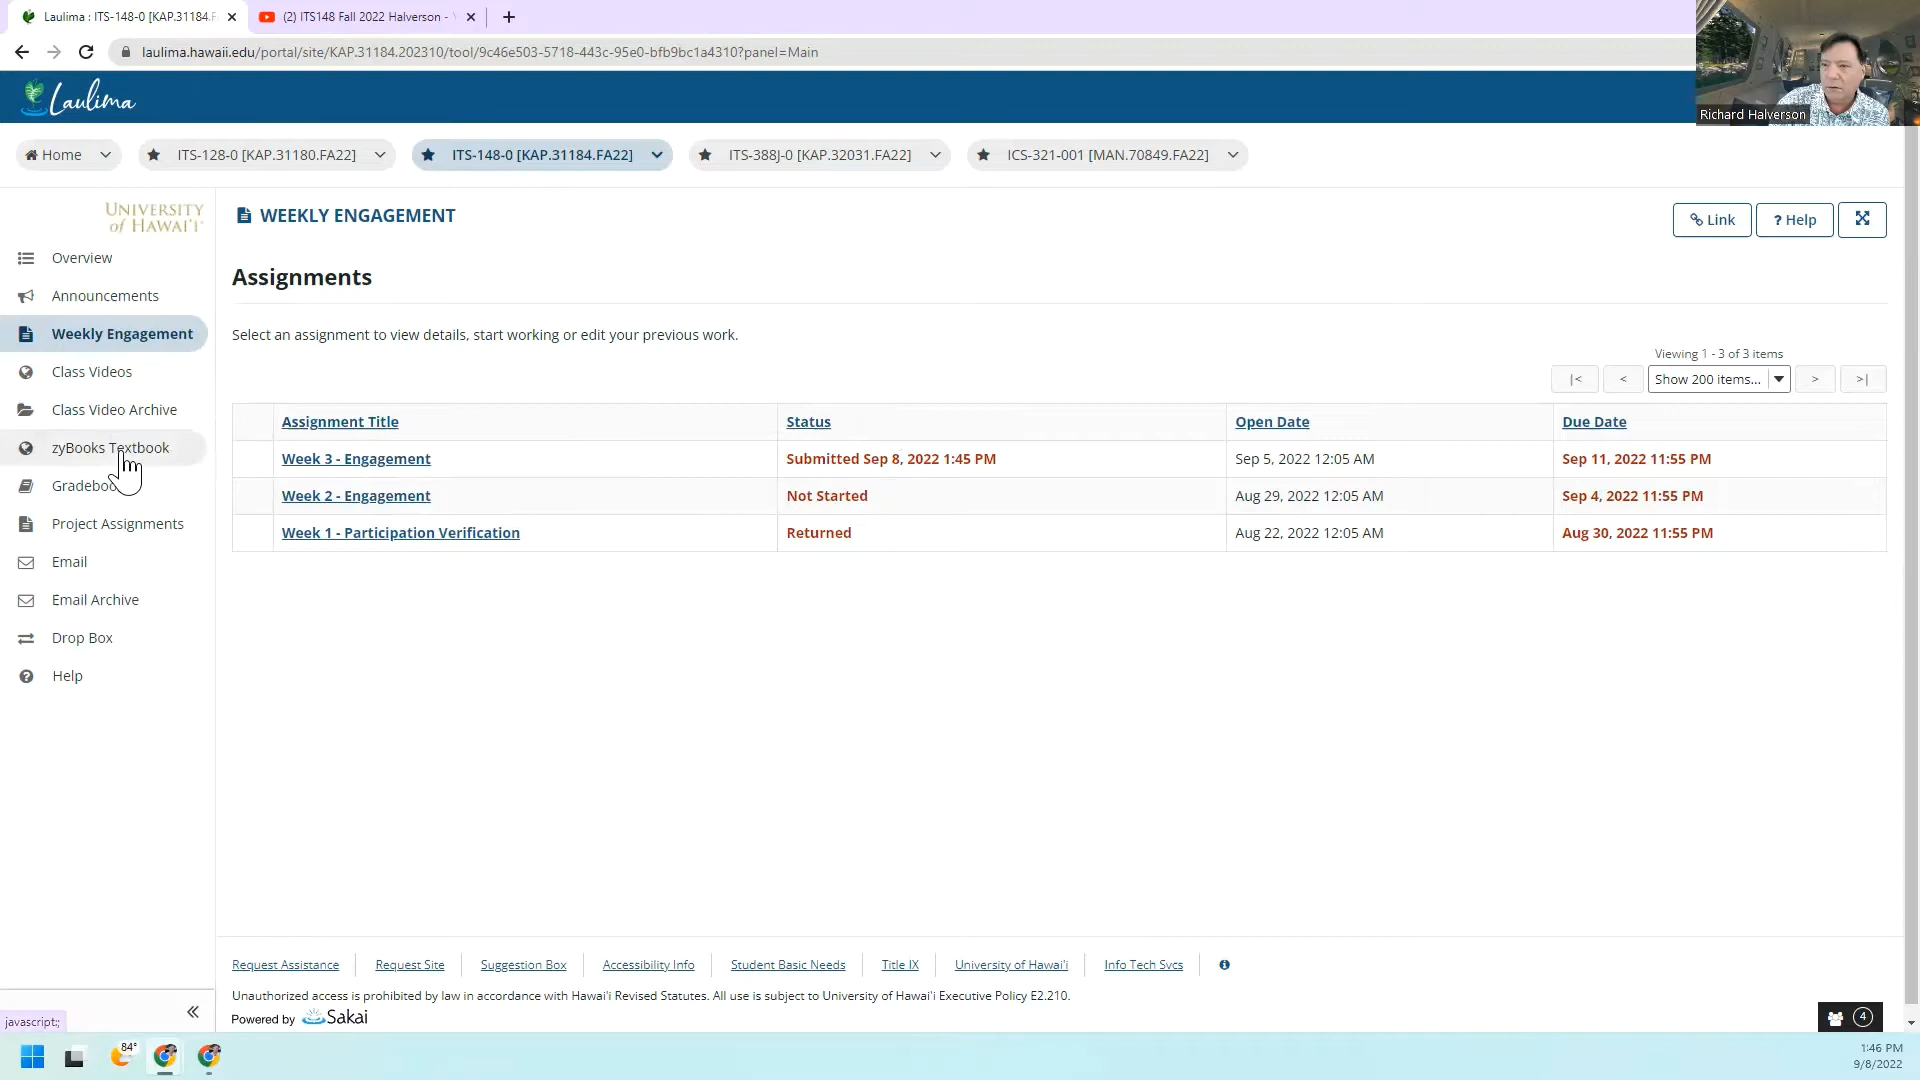 Laulima : ITS-148-0 [KAP.31184.F
(2) ITS148 Fall 2022 Halverson -
laulima.hawaii.edu/portal/site/KAP.31184.202310/tool/9c46e503-5718-443c-95e0-bfb9bc1a4310?panel=Main
Richard Halverson
Laulima
Home
ITS-128-0 [KAP.31180.FA22]
ITS-148-0 [KAP.31184.FA22]
ITS-388J-0 [KAP.32031.FA22]
ICS-321-001 [MAN.70849.FA22]
UNIVERSITY
of HAWAI'I®
Overview
Announcements
Weekly Engagement
Class Videos
Class Video Archive
zyBooks Textbook
Gradeboo
Project Assignments
Email
Email Archive
Drop Box
Help
WEEKLY ENGAGEMENT
Link
? Help
Assignments
Select an assignment to view details, start working or edit your previous work.
Viewing 1 - 3 of 3 items
|<
<
Show 200 items...
>
>|
Assignment Title Status Open Date Due Date
Week 3 - Engagement Submitted Sep 8, 2022 1:45 PM Sep 5, 2022 12:05 AM Sep 11, 2022 11:55 PM
Week 2 - Engagement Not Started Aug 29, 2022 12:05 AM Sep 4, 2022 11:55 PM
Week 1 - Participation Verification Returned Aug 22, 2022 12:05 AM Aug 30, 2022 11:55 PM
Request Assistance Request Site Suggestion Box Accessibility Info Student Basic Needs Title IX University of Hawai'i Info Tech Svcs
Unauthorized access is prohibited by law in accordance with Hawai'i Revised Statutes. All use is subject to University of Hawai'i Executive Policy E2.210.
Powered by Sakai
«
javascript:;
4
84°
1:46 PM
9/8/2022